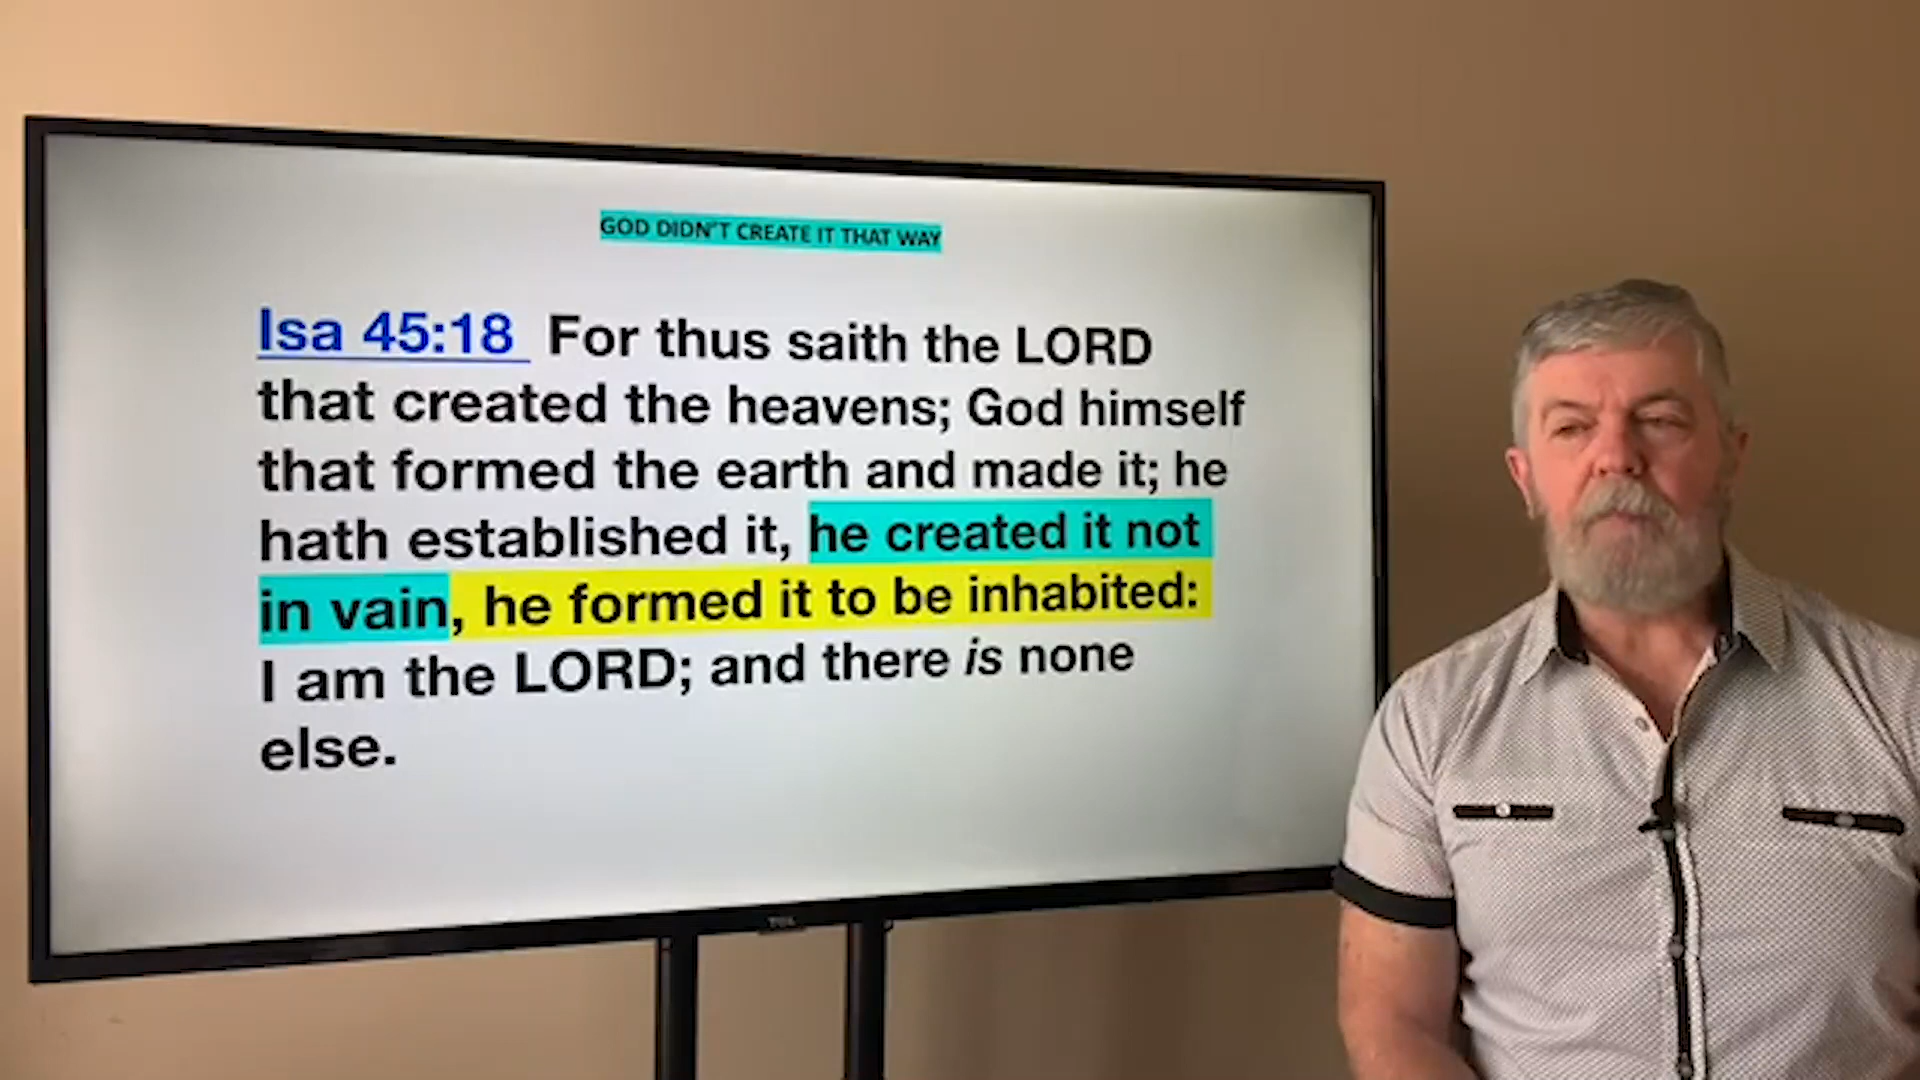 GOD DIDN'T CREATE IT THAT WAY
Isa 45:18 For thus saith the LORD
that created the heavens; God himself
that formed the earth and made it; he
hath established it, he created it not
in vain, he formed it to be inhabited:
I am the LORD; and there is none
else.
TCL